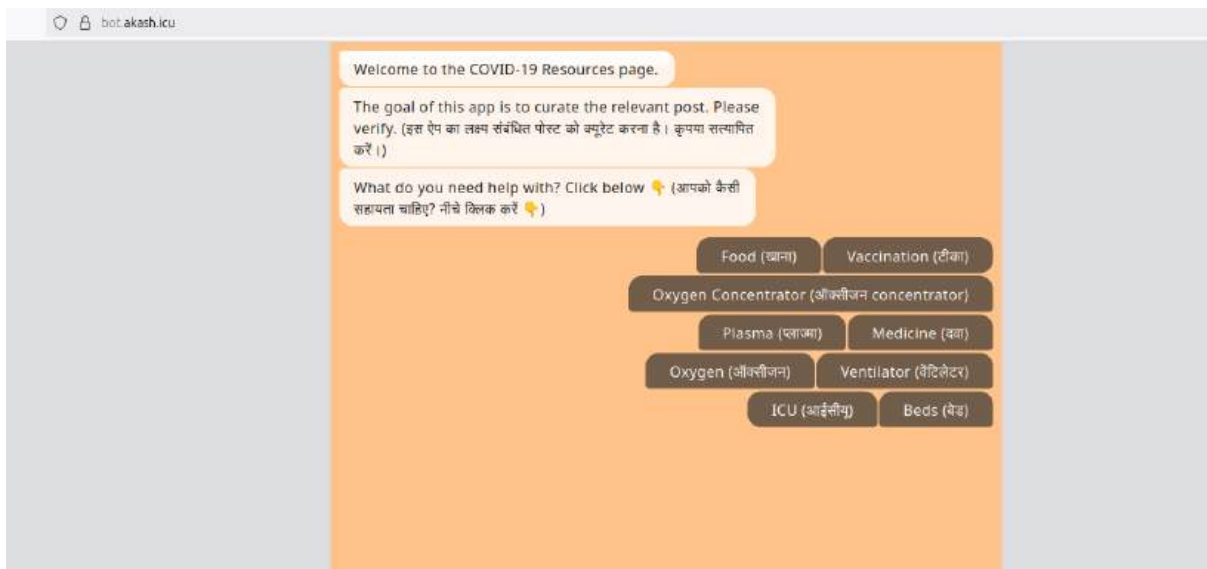 bot.akash.icu
Welcome to the COVID-19 Resources page.
The goal of this app is to curate the relevant post. Please
verify. (इस ऐप का लक्ष्य संबंधित पोस्ट को क्यूरेट करना है। कृपया सत्यापित
करें।)
What do you need help with? Click below 👇 (आपको कैसी
सहायता चाहिए? नीचे क्लिक करें 👇)
Food (खाना) Vaccination (टीका)
Oxygen Concentrator (ऑक्सीजन concentrator)
Plasma (प्लाज्मा) Medicine (दवा)
Oxygen (ऑक्सीजन) Ventilator (वेंटिलेटर)
ICU (आईसीयू) Beds (बेड)